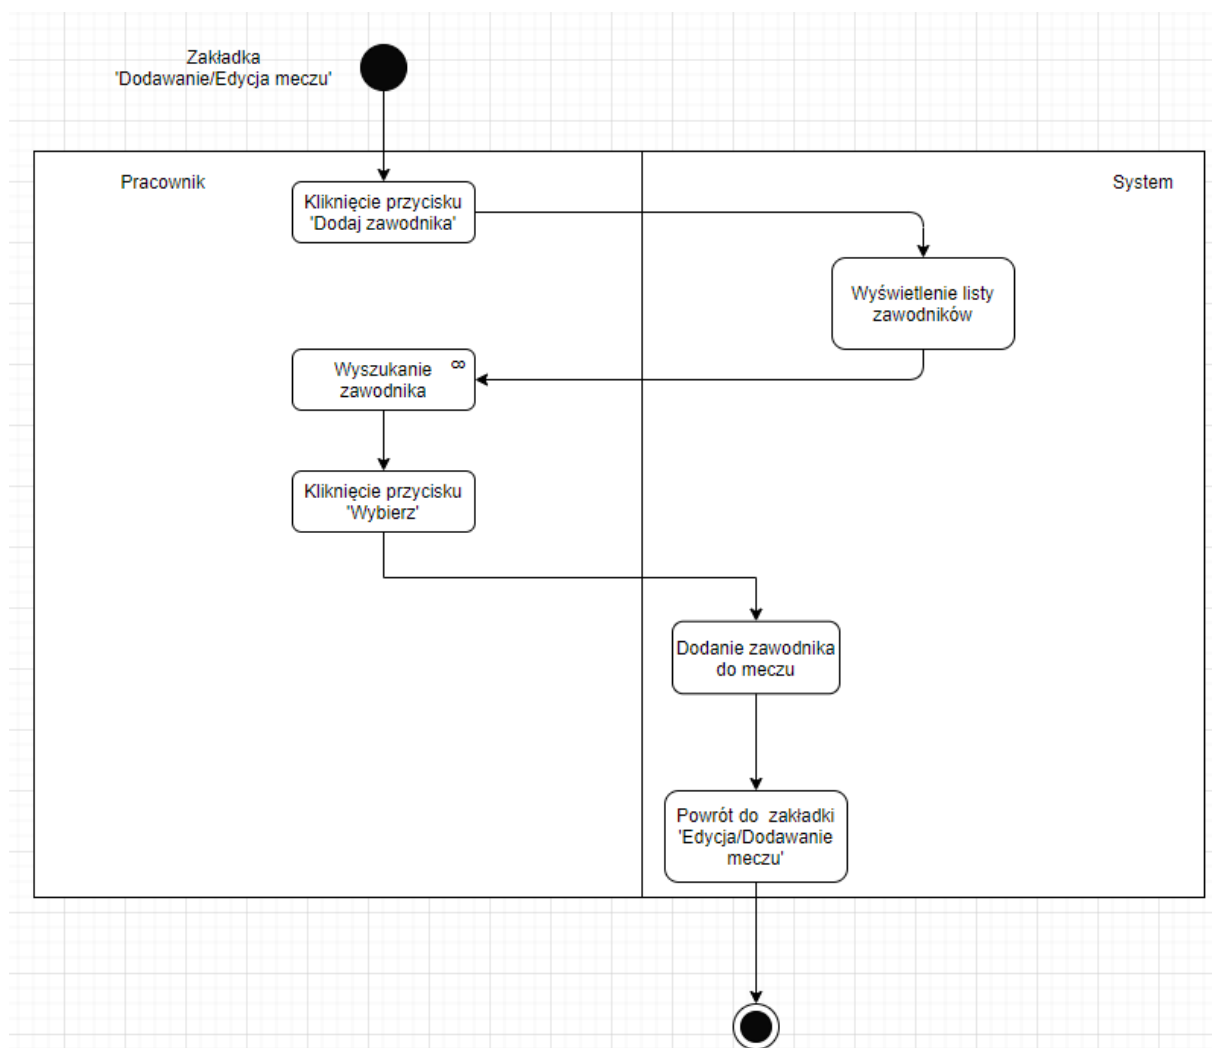 Zakładka
'Dodawanie/Edycja meczu'
Pracownik
System
Kliknięcie przycisku
'Dodaj zawodnika'
Wyświetlenie listy
zawodników
Wyszukanie ∞
zawodnika
Kliknięcie przycisku
'Wybierz'
Dodanie zawodnika
do meczu
Powrót do  zakładki
'Edycja/Dodawanie
meczu'